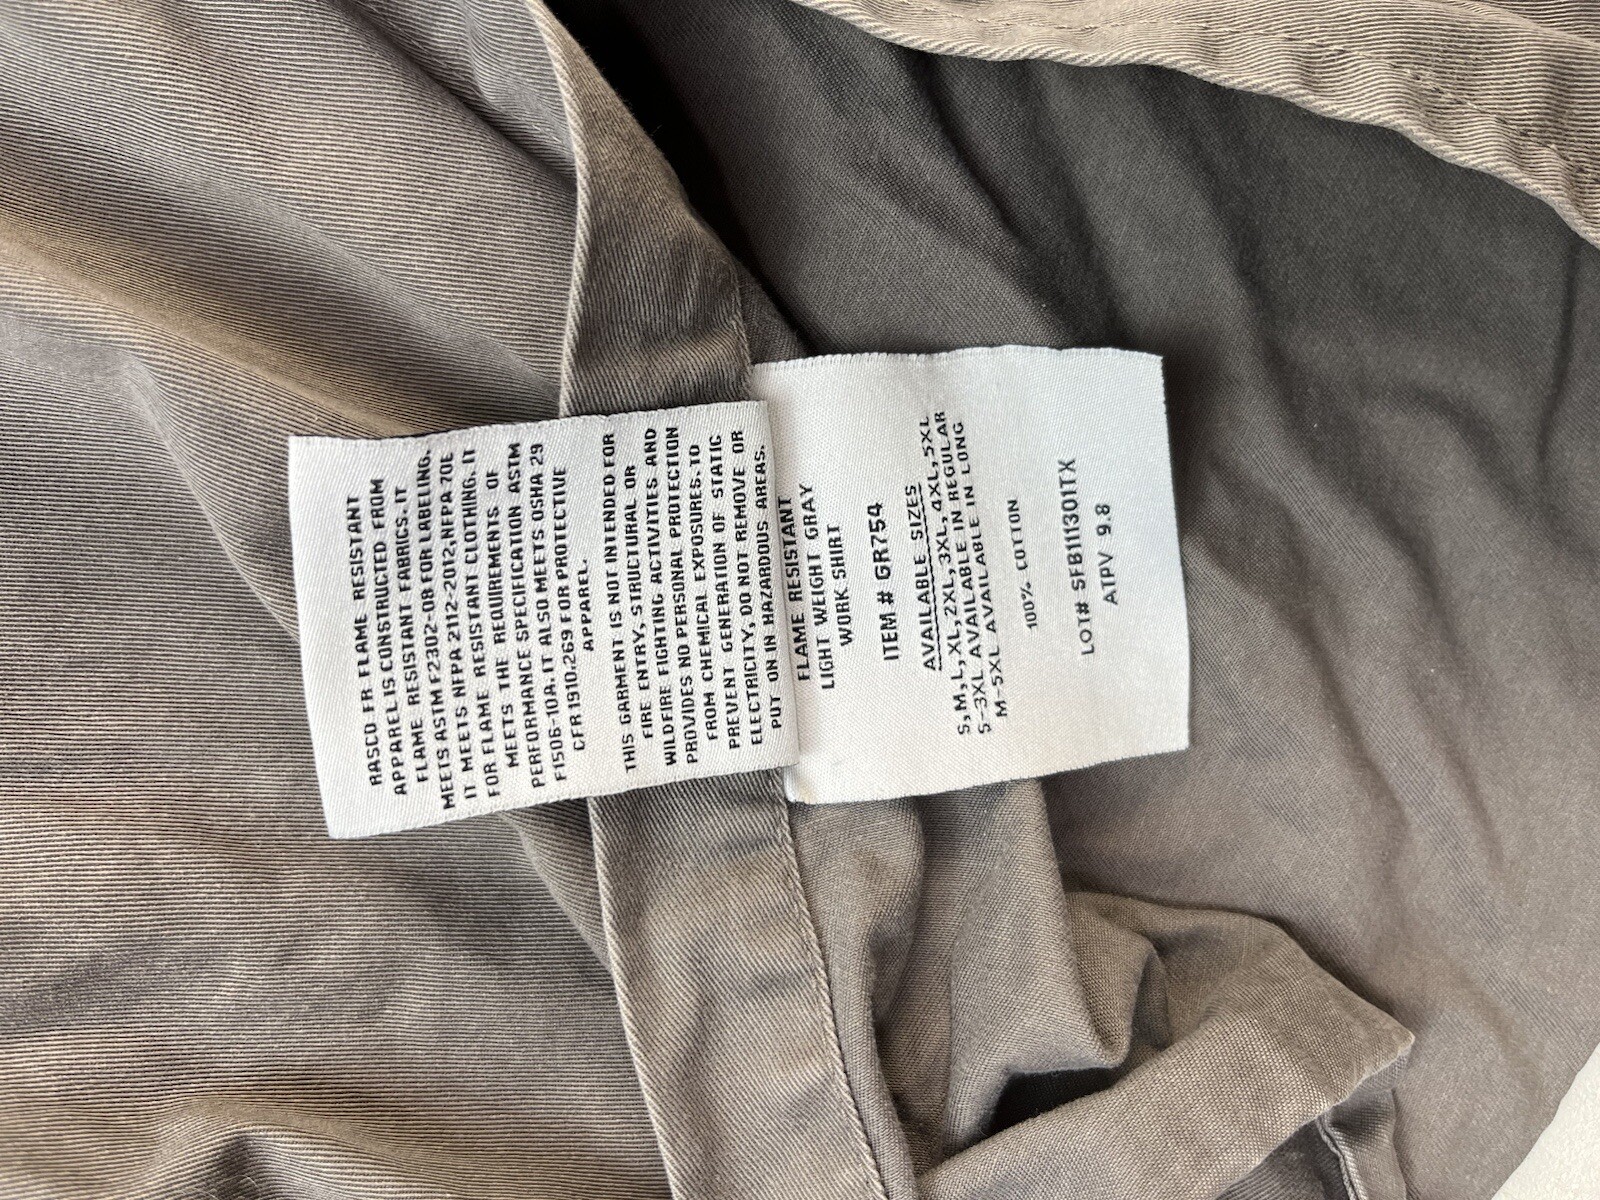 RASCO FR FLAME RESISTANT
APPAREL IS CONSTRUCTED FROM
FLAME RESISTANT FABRICS. IT
MEETS ASTM F2302-08 FOR LABELING.
IT MEETS NFPA 2112-2012, NFPA 70E
FOR FLAME RESISTANT CLOTHING. IT
MEETS THE REQUIREMENTS OF
PERFORMANCE SPECIFICATION ASTM
F1506-10A. IT ALSO MEETS OSHA 29
CFR 1910.269 FOR PROTECTIVE
APPAREL.
THIS GARMENT IS NOT INTENDED FOR
FIRE ENTRY, STRUCTURAL OR
WILDFIRE FIGHTING ACTIVITIES AND
PROVIDES NO PERSONAL PROTECTION
FROM CHEMICAL EXPOSURES. TO
PREVENT GENERATION OF STATIC
ELECTRICITY, DO NOT REMOVE OR
PUT ON IN HAZARDOUS AREAS.
FLAME RESISTANT
LIGHT WEIGHT GRAY
WORK SHIRT
ITEM # GR754
AVAILABLE SIZES
S,M,L,XL,2XL,3XL,4XL,5XL
S-3XL AVAILABLE IN REGULAR
M-5XL AVAILABLE IN LONG
100% COTTON
LOT# SFB111301TX
ATPV 9.8